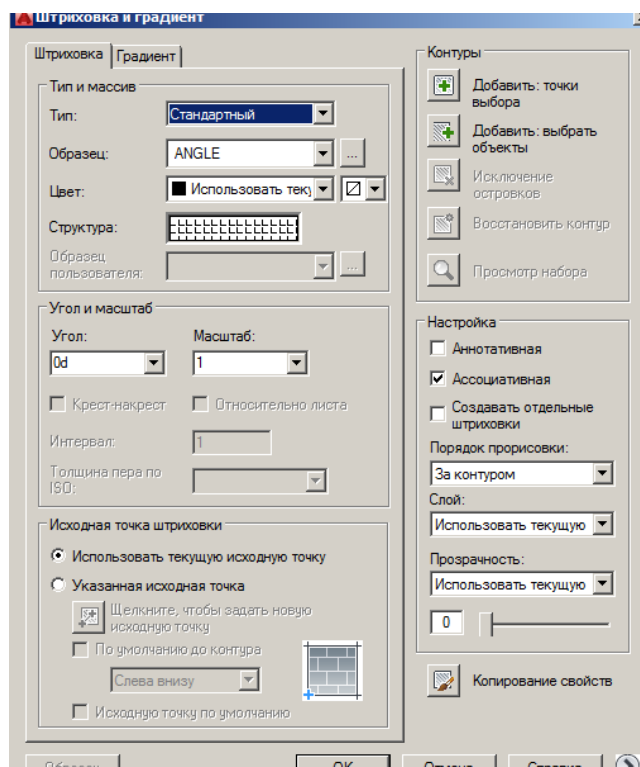 Штриховка и градиент
Штриховка
Градиент
Тип и массив
Тип:
Стандартный
Образец:
ANGLE
...
Цвет:
Использовать теку
Структура:
Образец
пользователя:
...
Угол и масштаб
Угол:
Масштаб:
0d
1
Крест-накрест
Относительно листа
Интервал:
1
Толщина пера по
ISO:
Исходная точка штриховки
Использовать текущую исходную точку
Указанная исходная точка
Щелкните, чтобы задать новую
исходную точку
По умолчанию до контура
Слева внизу
Исходную точку по умолчанию
Контуры
Добавить: точки
выбора
Добавить: выбрать
объекты
Исключение
островков
Восстановить контур
Просмотр набора
Настройка
Аннотативная
Ассоциативная
Создавать отдельные
штриховки
Порядок прорисовки:
За контуром
Слой:
Использовать текущую
Прозрачность:
Использовать текущую
0
Копирование свойств
Образец
OK
Отмена
Справка